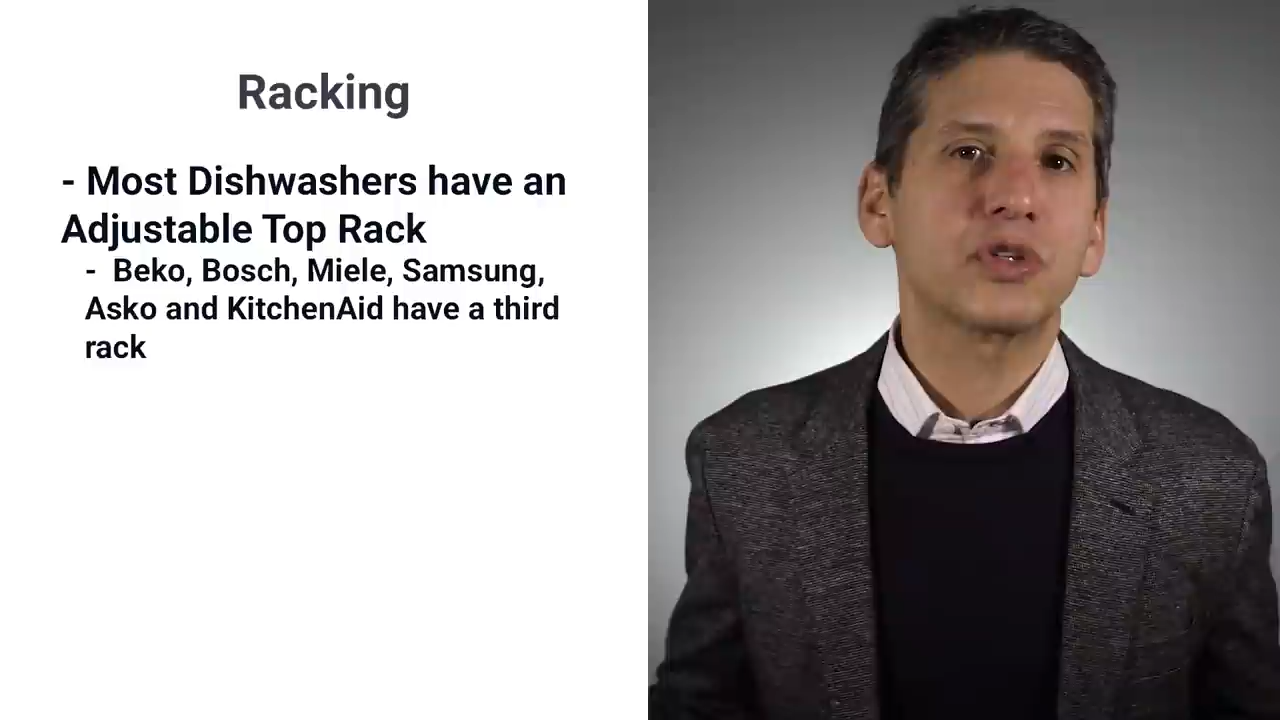 Racking
- Most Dishwashers have an
Adjustable Top Rack
- Beko, Bosch, Miele, Samsung,
Asko and KitchenAid have a third
rack